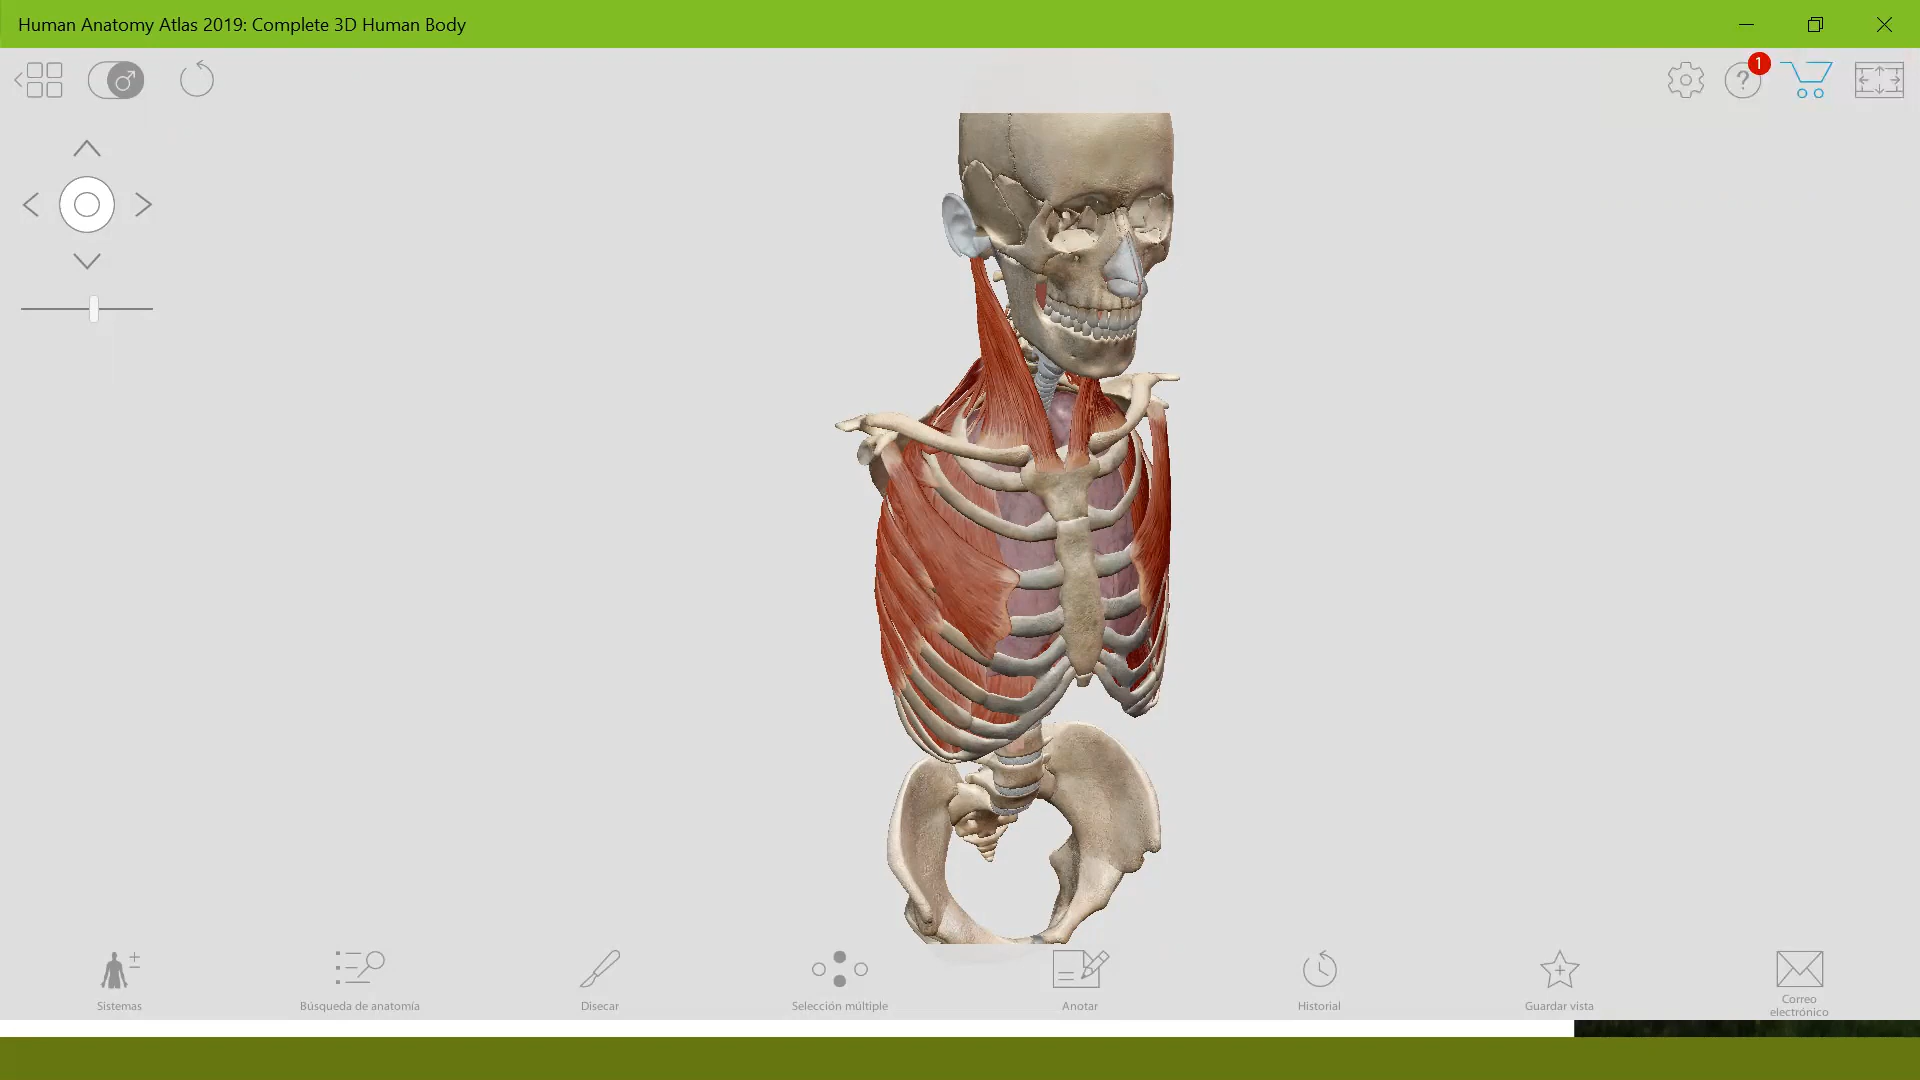 Human Anatomy Atlas 2019: Complete 3D Human Body
1
?
Sistemas
Búsqueda de anatomía
Disecar
Selección múltiple
Anotar
Historial
Guardar vista
Correo
electrónico